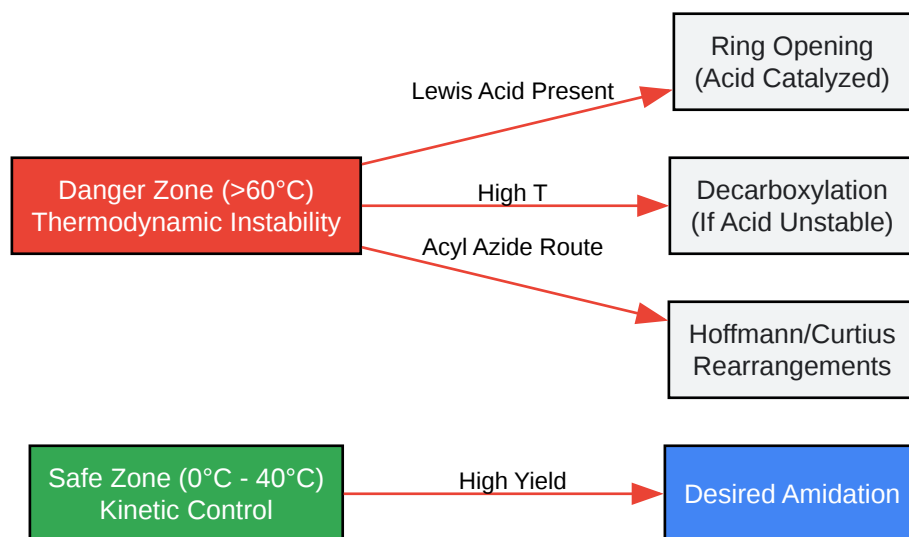 Ring Opening
(Acid Catalyzed)
Lewis Acid Present
Danger Zone (>60°C)
Thermodynamic Instability
High T
Decarboxylation
(If Acid Unstable)
Acyl Azide Route
Hoffmann/Curtius
Rearrangements
Safe Zone (0°C - 40°C)
Kinetic Control
High Yield
Desired Amidation